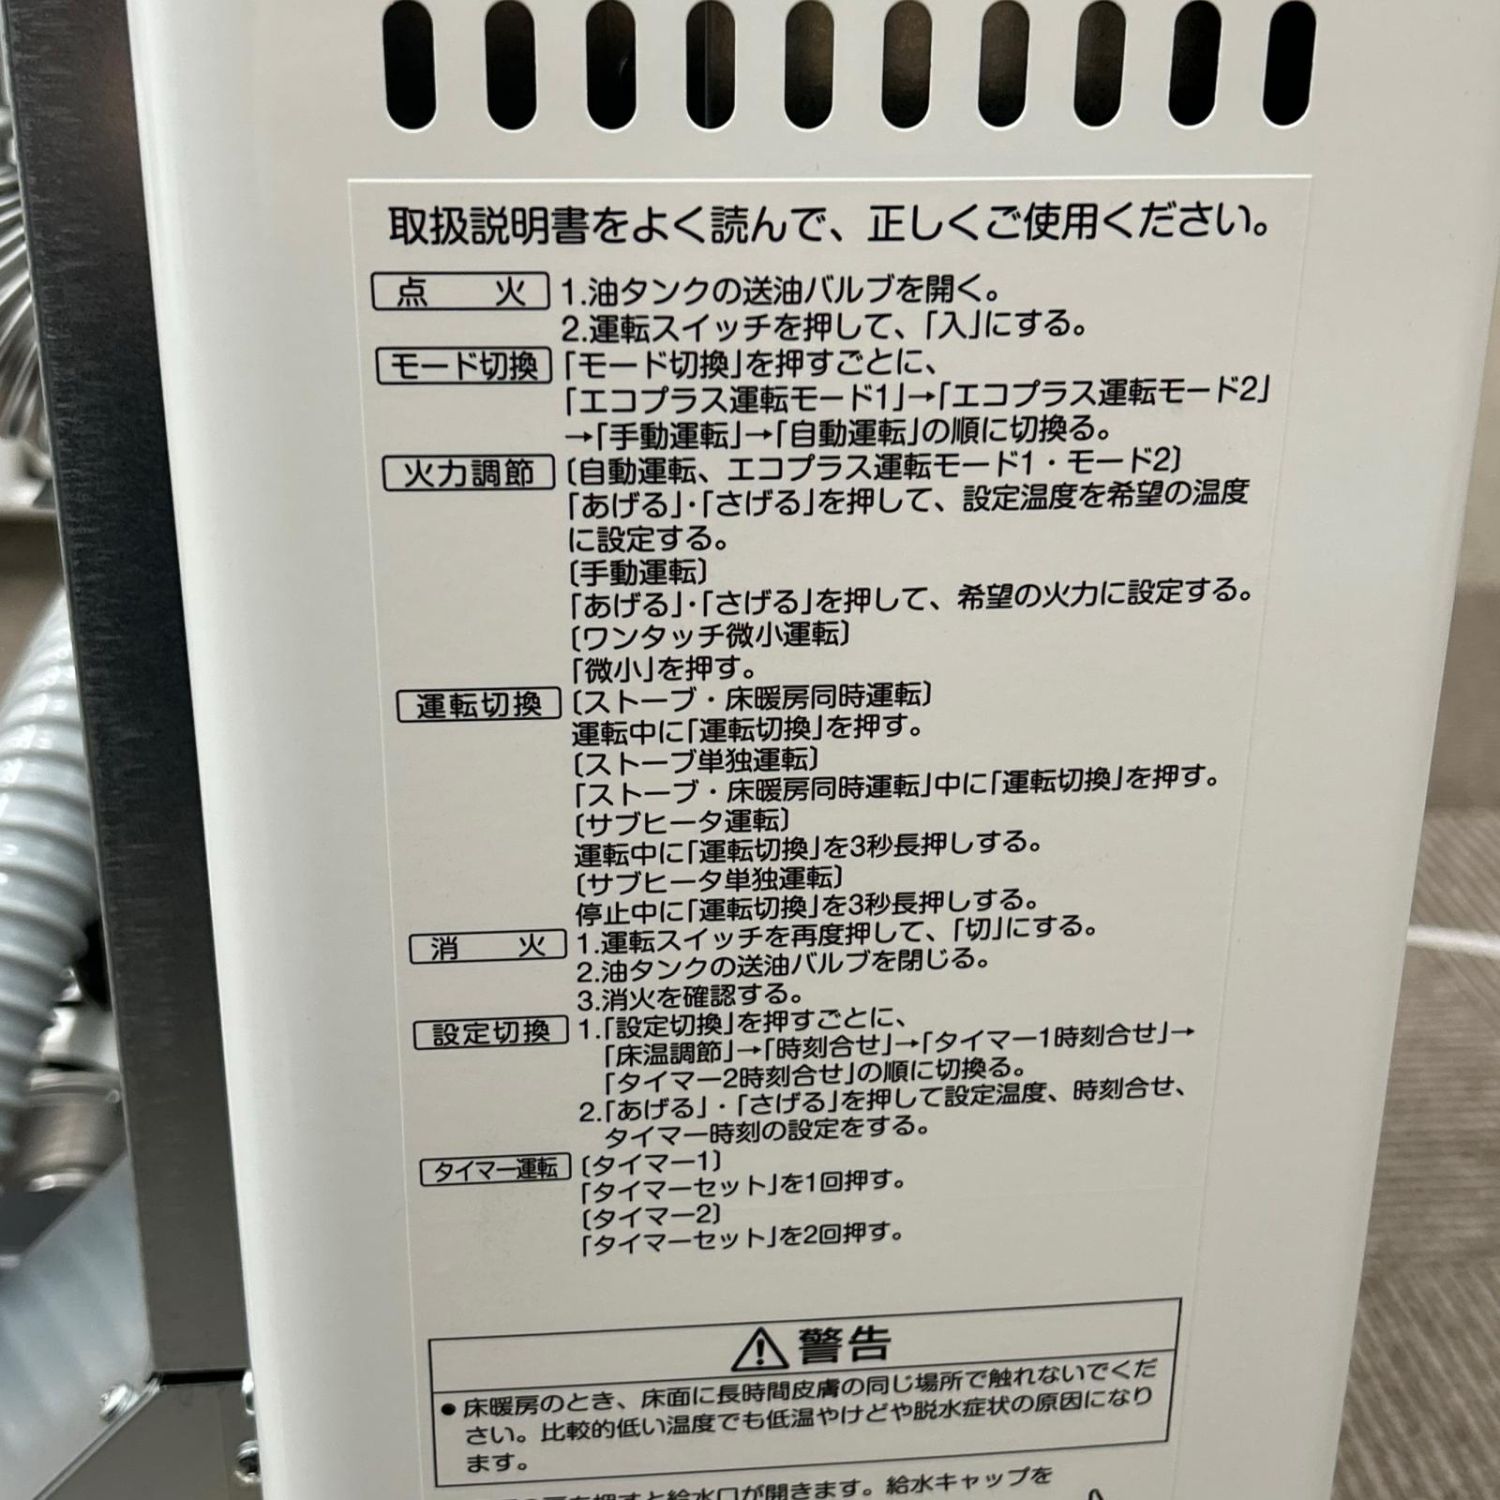 取扱説明書をよく読んで、正しくご使用ください。
点　火 1.油タンクの送油バルブを開く。
2.運転スイッチを押して、「入」にする。
モード切換 「モード切換」を押すごとに、
「エコプラス運転モード1」→「エコプラス運転モード2」
→「手動運転」→「自動運転」の順に切換る。
火力調節 〔自動運転、エコプラス運転モード1・モード2〕
「あげる」・「さげる」を押して、設定温度を希望の温度
に設定する。
〔手動運転〕
「あげる」・「さげる」を押して、希望の火力に設定する。
〔ワンタッチ微小運転〕
「微小」を押す。
運転切換 〔ストーブ・床暖房同時運転〕
運転中に「運転切換」を押す。
〔ストーブ単独運転〕
「ストーブ・床暖房同時運転」中に「運転切換」を押す。
〔サブヒータ運転〕
運転中に「運転切換」を3秒長押しする。
〔サブヒータ単独運転〕
停止中に「運転切換」を3秒長押しする。
消　火 1.運転スイッチを再度押して、「切」にする。
2.油タンクの送油バルブを閉じる。
3.消火を確認する。
設定切換 1.「設定切換」を押すごとに、
「床温調節」→「時刻合せ」→「タイマー1時刻合せ」→
「タイマー2時刻合せ」の順に切換る。
2.「あげる」・「さげる」を押して設定温度、時刻合せ、
タイマー時刻の設定をする。
タイマー運転 〔タイマー1〕
「タイマーセット」を1回押す。
〔タイマー2〕
「タイマーセット」を2回押す。
⚠警告
●床暖房のとき、床面に長時間皮膚の同じ場所で触れないでくだ
さい。比較的低い温度でも低温やけどや脱水症状の原因になり
ます。
を押すと給水口が開きます。給水キャップを